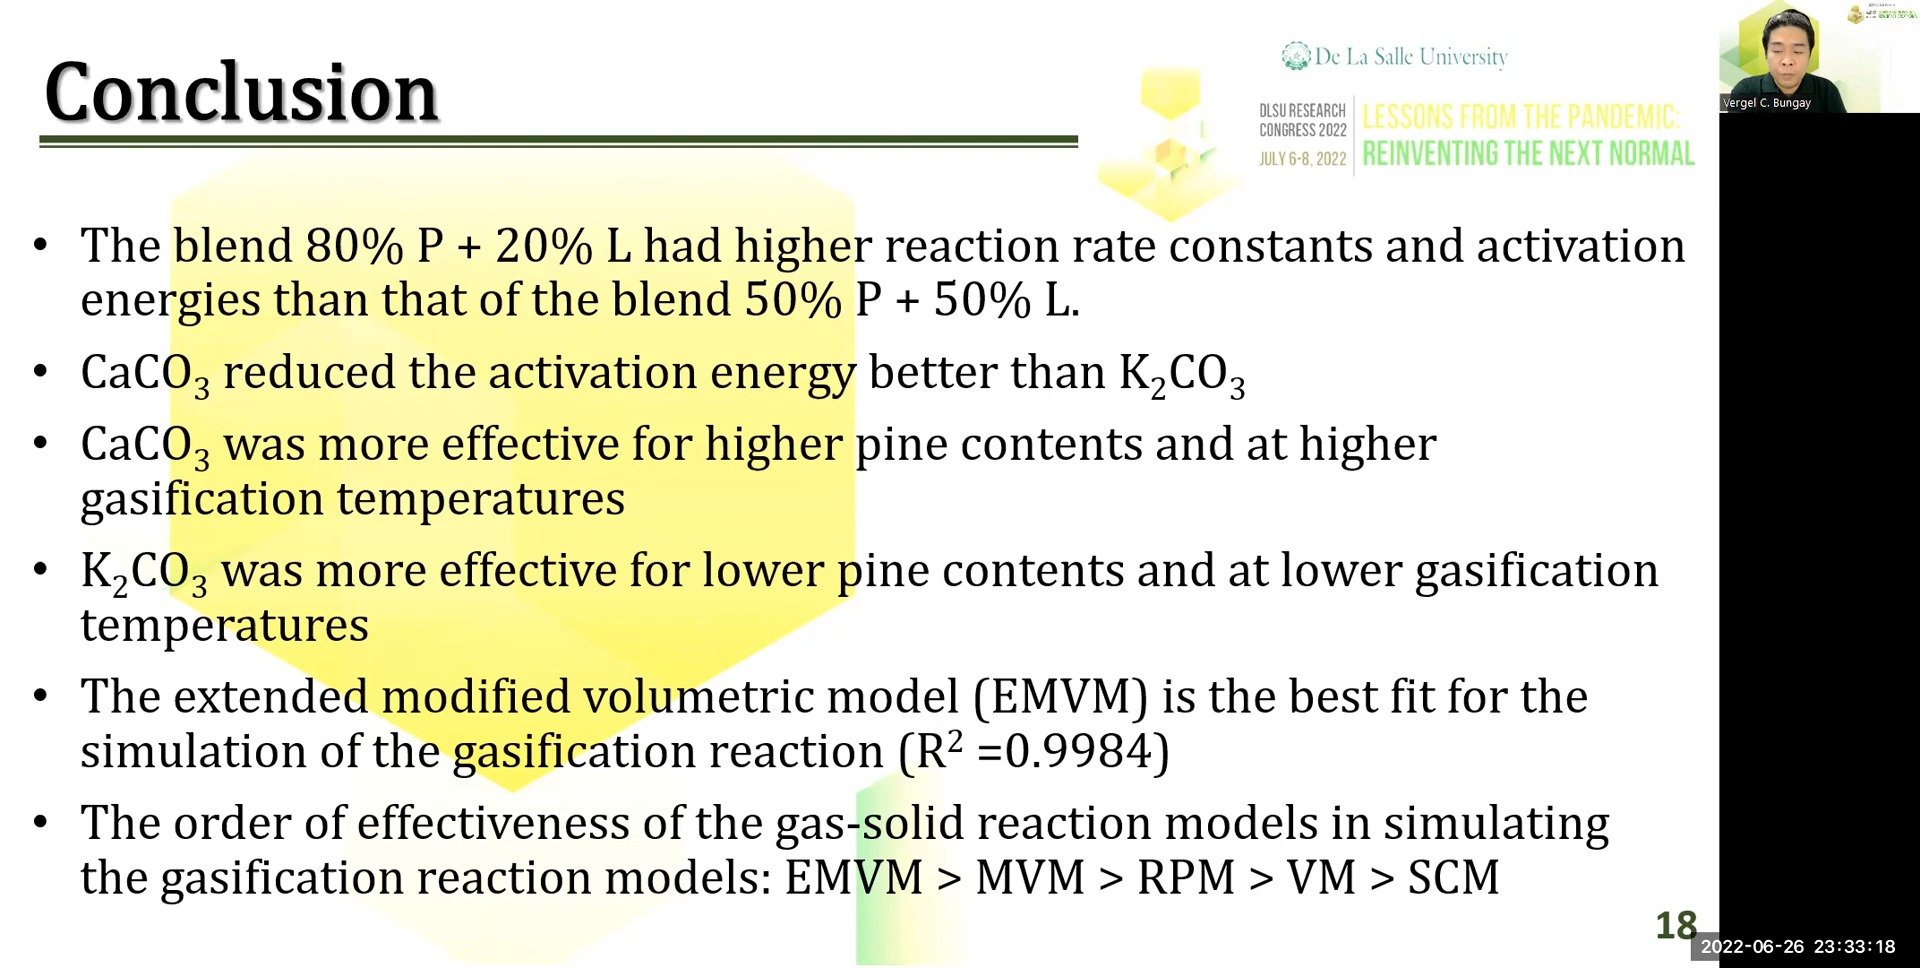 Conclusion
De La Salle University
DLSU RESEARCH
CONGRESS 2022
JULY 6-8, 2022
LESSONS FROM THE PANDEMIC:
REINVENTING THE NEXT NORMAL
Vergel C. Bungay
• The blend 80% P + 20% L had higher reaction rate constants and activation
energies than that of the blend 50% P + 50% L.
• CaCO₃ reduced the activation energy better than K₂CO₃
• CaCO₃ was more effective for higher pine contents and at higher
gasification temperatures
• K₂CO₃ was more effective for lower pine contents and at lower gasification
temperatures
• The extended modified volumetric model (EMVM) is the best fit for the
simulation of the gasification reaction (R² =0.9984)
• The order of effectiveness of the gas-solid reaction models in simulating
the gasification reaction models: EMVM > MVM > RPM > VM > SCM
18
2022-06-26 23:33:18